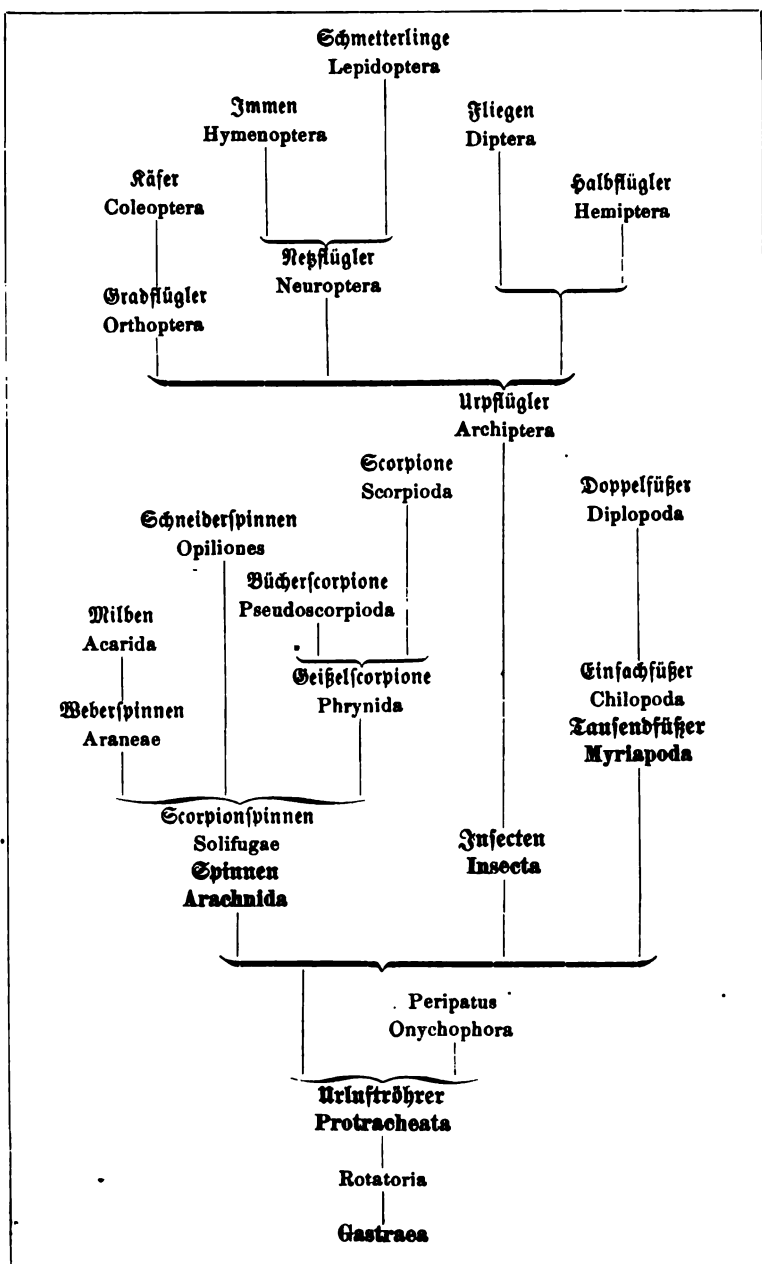 Schmetterlinge
Lepidoptera
Immen
Hymenoptera
Fliegen
Diptera
Käfer
Coleoptera
Halbflügler
Hemiptera
Netzflügler
Neuroptera
Gradflügler
Orthoptera
Urpflügler
Archiptera
Scorpione
Scorpioda
Doppelfüßer
Diplopoda
Schneiderspinnen
Opiliones
Bücherscorpione
Pseudoscorpioda
Milben
Acarida
Geißelscorpione
Phrynida
Einfachfüßer
Chilopoda
Tausendfüßer
Myriapoda
Weberspinnen
Araneae
Scorpionspinnen
Solifugae
Spinnen
Arachnida
Insecten
Insecta
Peripatus
Onychophora
Urluftröhrer
Protracheata
Rotatoria
Gastraea